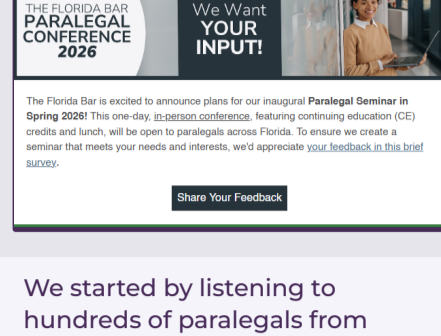 THE FLORIDA BAR
PARALEGAL
CONFERENCE
2026
We Want
YOUR
INPUT!
The Florida Bar is excited to announce plans for our inaugural Paralegal Seminar in
Spring 2026! This one-day, in-person conference, featuring continuing education (CE)
credits and lunch, will be open to paralegals across Florida. To ensure we create a
seminar that meets your needs and interests, we'd appreciate your feedback in this brief
survey.
Share Your Feedback
We started by listening to
hundreds of paralegals from